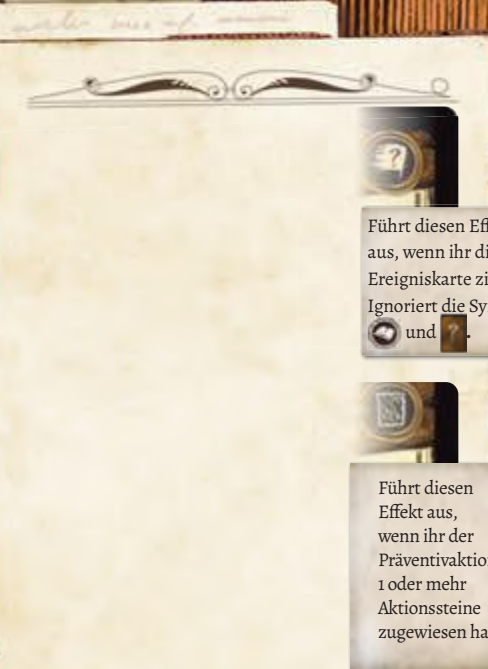 Führt diesen Eff
aus, wenn ihr di
Ereigniskarte zi
Ignoriert die Sy
und ? .
Führt diesen
Effekt aus,
wenn ihr der
Präventivaktion
1 oder mehr
Aktionssteine
zugewiesen ha